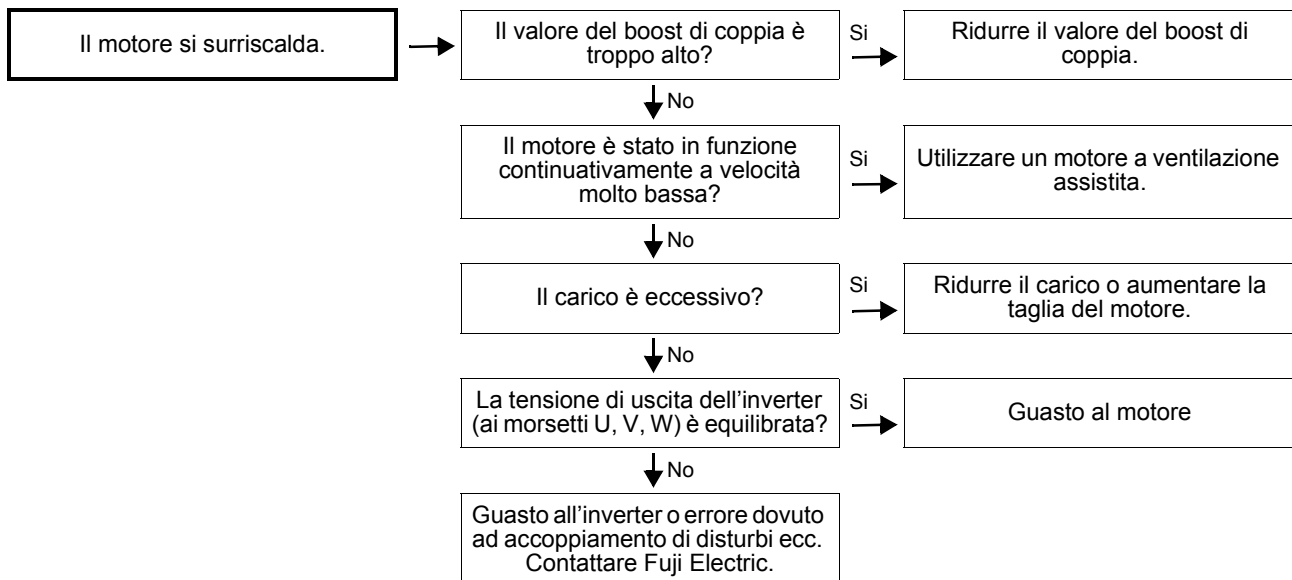 Il motore si surriscalda.
Il valore del boost di coppia è
troppo alto?
Si
Ridurre il valore del boost di
coppia.
No
Il motore è stato in funzione
continuativamente a velocità
molto bassa?
Si
Utilizzare un motore a ventilazione
assistita.
No
Il carico è eccessivo?
Si
Ridurre il carico o aumentare la
taglia del motore.
No
La tensione di uscita dell’inverter
(ai morsetti U, V, W) è equilibrata?
Si
Guasto al motore
No
Guasto all’inverter o errore dovuto
ad accoppiamento di disturbi ecc.
Contattare Fuji Electric.